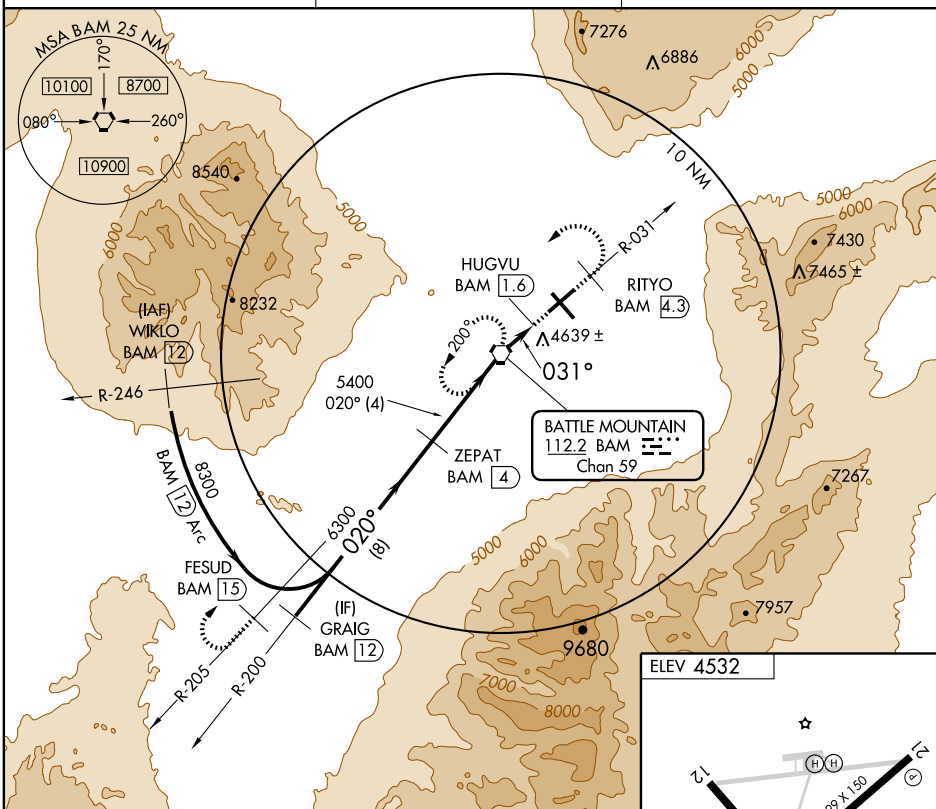 MSA BAM 25 NM
170°
10100
8700
080°
260°
10900
7276
6886
6000
5000
8540
5000
6000
10 NM
5000
6000
7430
7465 ±
R-031
HUGVU
BAM 1.6
RITYO
BAM 4.3
8232
(IAF)
WIKLO
BAM 12
R-246
200°
4639 ±
031°
5400
020° (4)
BATTLE MOUNTAIN
112.2 BAM
Chan 59
ZEPAT
BAM 4
8300
BAM 12 Arc
7267
6300
020°
(8)
5000
6000
FESUD
BAM 15
(IF)
GRAIG
BAM 12
7957
9680
R-205
R-200
7000
8000
ELEV 4532
H H
12
21
P
99 X 150